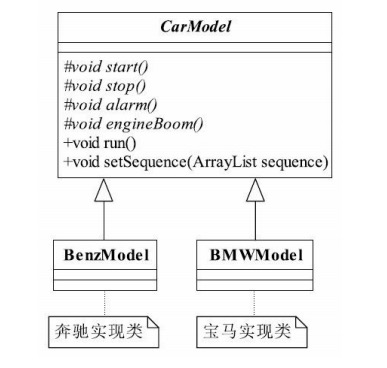 CarModel
#void start()
#void stop()
#void alarm()
#void engineBoom()
+void run()
+void setSequence(ArrayList sequence)
BenzModel
BMWModel
奔驰实现类
宝马实现类